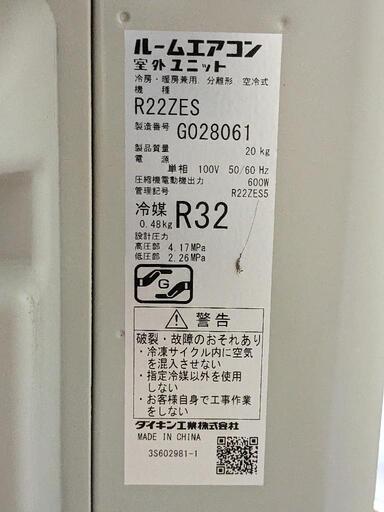 ルームエアコン
室外ユニット
冷房・暖房兼用、分離形、空冷式
機 種
R22ZES
製造番号 G028061
製品質量 20 kg
電 源
単相 100V 50/60 Hz
圧縮機電動機出力 600W
管理記号 R22ZES5
冷媒 R32
0.48kg
設計圧力
高圧部 4.17MPa
低圧部 2.26MPa
G
警告
破裂・故障のおそれあり
・冷凍サイクル内に空気
を混入させない
・指定冷媒以外を使用
しない
・お客様自身で工事作業
をしない
ダイキン工業株式会社
MADE IN CHINA
3S602981-1